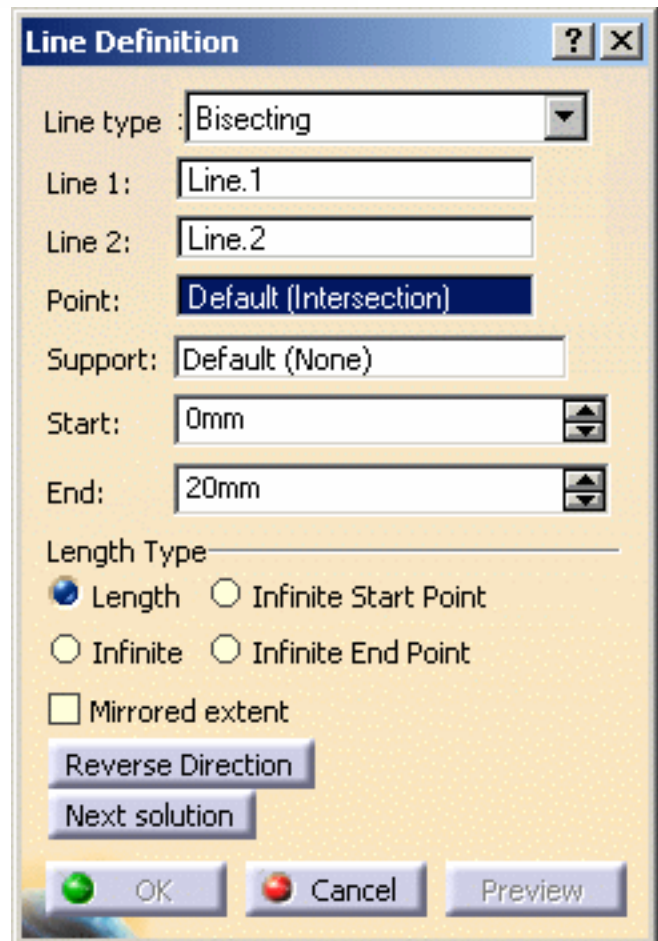 Line Definition
Line type : Bisecting
Line 1: Line.1
Line 2: Line.2
Point: Default (Intersection)
Support: Default (None)
Start: 0mm
End: 20mm
Length Type
Length Infinite Start Point
Infinite Infinite End Point
Mirrored extent
Reverse Direction
Next solution
OK Cancel Preview